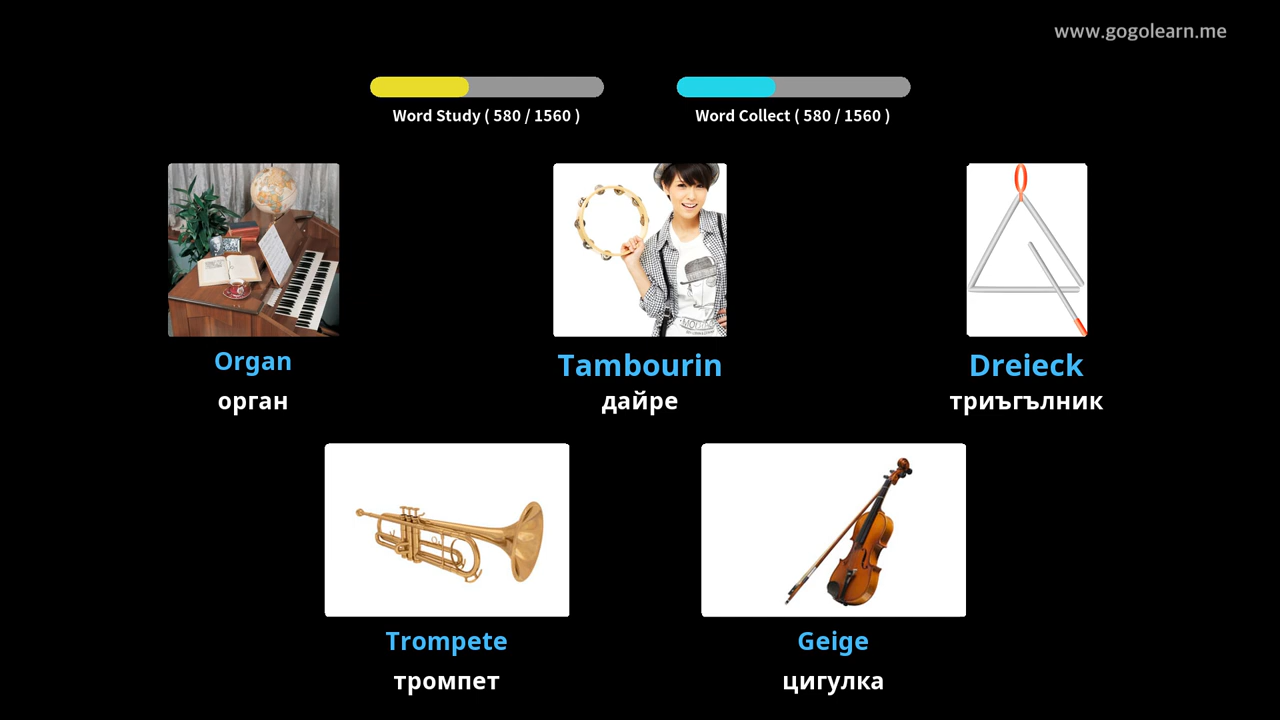 www.gogolearn.me
Word Study ( 580 / 1560 )
Word Collect ( 580 / 1560 )
Organ
орган
Tambourin
дайре
Dreieck
триъгълник
Trompete
тромпет
Geige
цигулка